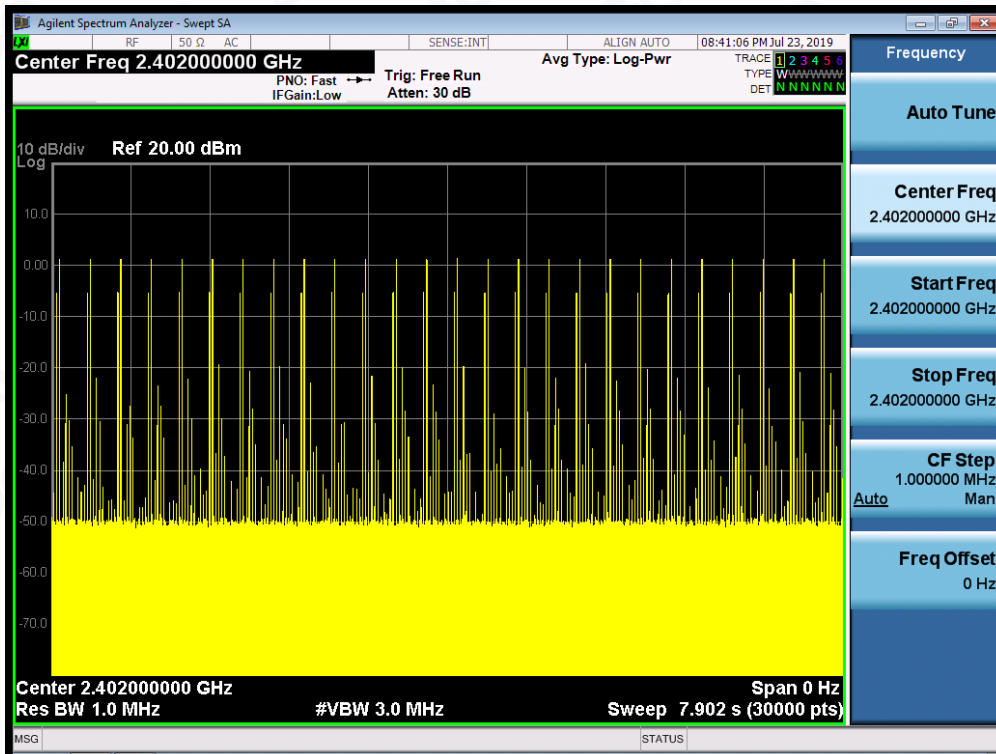 Agilent Spectrum Analyzer - Swept SA
LXI RF 50 Ω AC SENSE:INT ALIGN AUTO 08:41:06 PM Jul 23, 2019
Center Freq 2.402000000 GHz
PNO: Fast
IFGain:Low
Trig: Free Run
Atten: 30 dB
Avg Type: Log-Pwr
TRACE 1 2 3 4 5 6
TYPE WWWWWWW
DET N N N N N N
10 dB/div Ref 20.00 dBm
Log
10.0
0.00
-10.0
-20.0
-30.0
-40.0
-50.0
-60.0
-70.0
Center 2.402000000 GHz Span 0 Hz
Res BW 1.0 MHz #VBW 3.0 MHz Sweep 7.902 s (30000 pts)
MSG STATUS
Frequency
Auto Tune
Center Freq
2.402000000 GHz
Start Freq
2.402000000 GHz
Stop Freq
2.402000000 GHz
CF Step
1.000000 MHz
Auto Man
Freq Offset
0 Hz